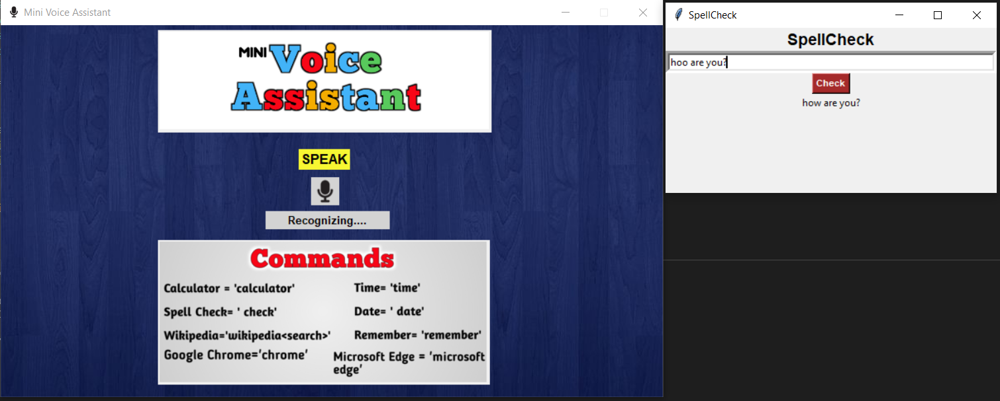 Mini Voice Assistant
MINI Voice
Assistant
SPEAK
Recognizing....
Commands
Calculator = 'calculator'
Time= 'time'
Spell Check= ' check'
Date= ' date'
Wikipedia='wikipedia<search>'
Remember= 'remember'
Google Chrome='chrome'
Microsoft Edge = 'microsoft
edge'
SpellCheck
SpellCheck
hoo are you?
Check
how are you?